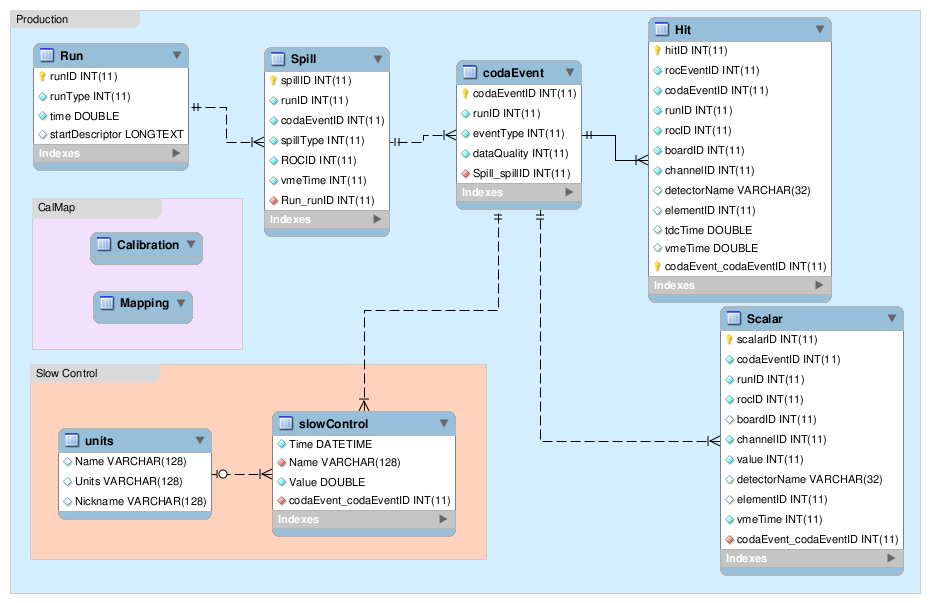 Production
Run
runID INT(11)
runType INT(11)
time DOUBLE
startDescriptor LONGTEXT
Indexes
Spill
spillID INT(11)
runID INT(11)
codaEventID INT(11)
spillType INT(11)
ROCID INT(11)
vmeTime INT(11)
Run_runID INT(11)
Indexes
codaEvent
codaEventID INT(11)
runID INT(11)
eventType INT(11)
dataQuality INT(11)
Spill_spillID INT(11)
Indexes
Hit
hitID INT(11)
rocEventID INT(11)
codaEventID INT(11)
runID INT(11)
rocID INT(11)
boardID INT(11)
channelID INT(11)
detectorName VARCHAR(32)
elementID INT(11)
tdcTime DOUBLE
vmeTime DOUBLE
codaEvent_codaEventID INT(11)
Indexes
CalMap
Calibration
Mapping
Scalar
scalarID INT(11)
codaEventID INT(11)
runID INT(11)
rocID INT(11)
boardID INT(11)
channelID INT(11)
value INT(11)
detectorName VARCHAR(32)
elementID INT(11)
vmeTime INT(11)
codaEvent_codaEventID INT(11)
Indexes
Slow Control
units
Name VARCHAR(128)
Units VARCHAR(128)
Nickname VARCHAR(128)
slowControl
Time DATETIME
Name VARCHAR(128)
Value DOUBLE
codaEvent_codaEventID INT(11)
Indexes